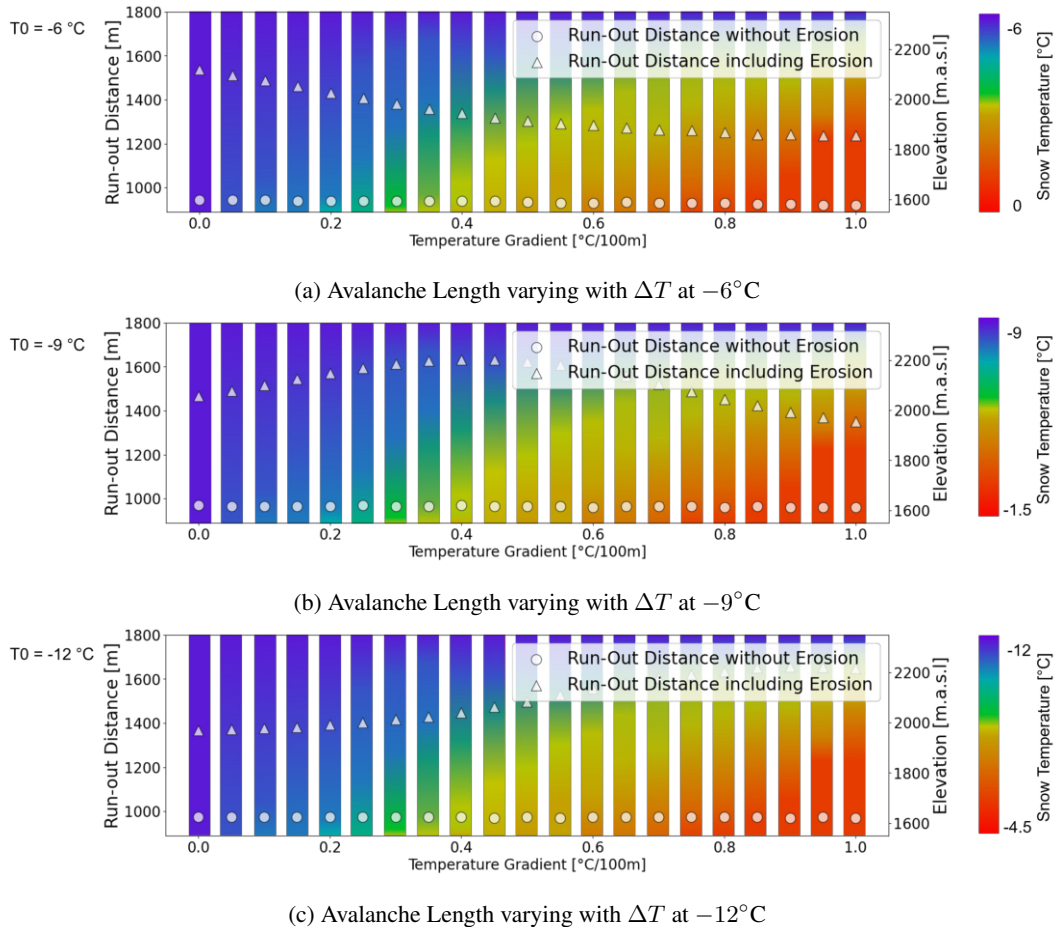 T0 = -6 °C
Run-out Distance [m]
1800
1600
1400
1200
1000
Run-Out Distance without Erosion
Run-Out Distance including Erosion
2200
2000
1800
1600
Elevation [m.a.s.l]
-6
0
Snow Temperature [°C]
0.0 0.2 0.4 0.6 0.8 1.0
Temperature Gradient [°C/100m]
(a) Avalanche Length varying with ΔT at −6°C
T0 = -9 °C
Run-out Distance [m]
1800
1600
1400
1200
1000
Run-Out Distance without Erosion
Run-Out Distance including Erosion
2200
2000
1800
1600
Elevation [m.a.s.l]
-9
-1.5
Snow Temperature [°C]
0.0 0.2 0.4 0.6 0.8 1.0
Temperature Gradient [°C/100m]
(b) Avalanche Length varying with ΔT at −9°C
T0 = -12 °C
Run-out Distance [m]
1800
1600
1400
1200
1000
Run-Out Distance without Erosion
Run-Out Distance including Erosion
2200
2000
1800
1600
Elevation [m.a.s.l]
-12
-4.5
Snow Temperature [°C]
0.0 0.2 0.4 0.6 0.8 1.0
Temperature Gradient [°C/100m]
(c) Avalanche Length varying with ΔT at −12°C